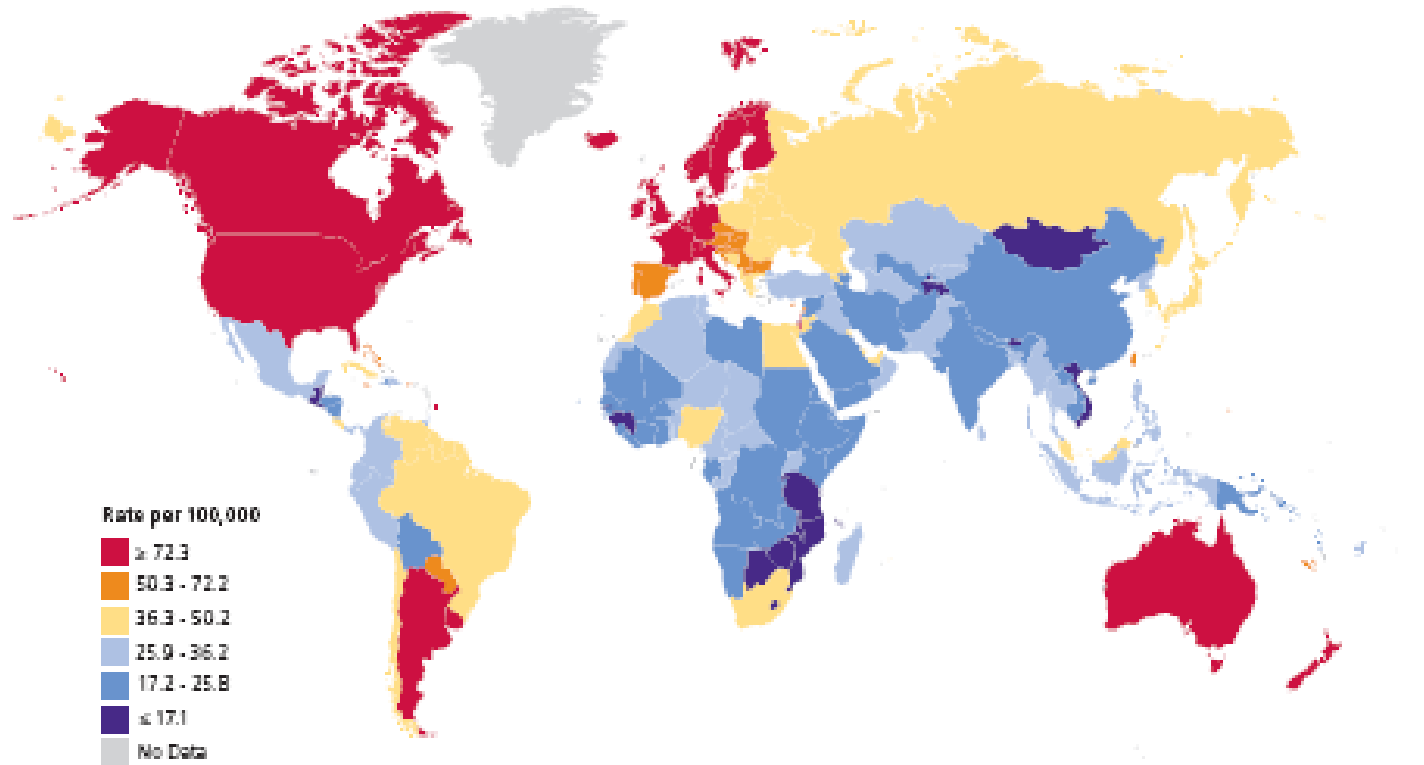 Rate per 100,000
≥ 72.3
50.3 - 72.2
36.3 - 50.2
25.9 - 36.2
17.2 - 25.8
≤ 17.1
No Data